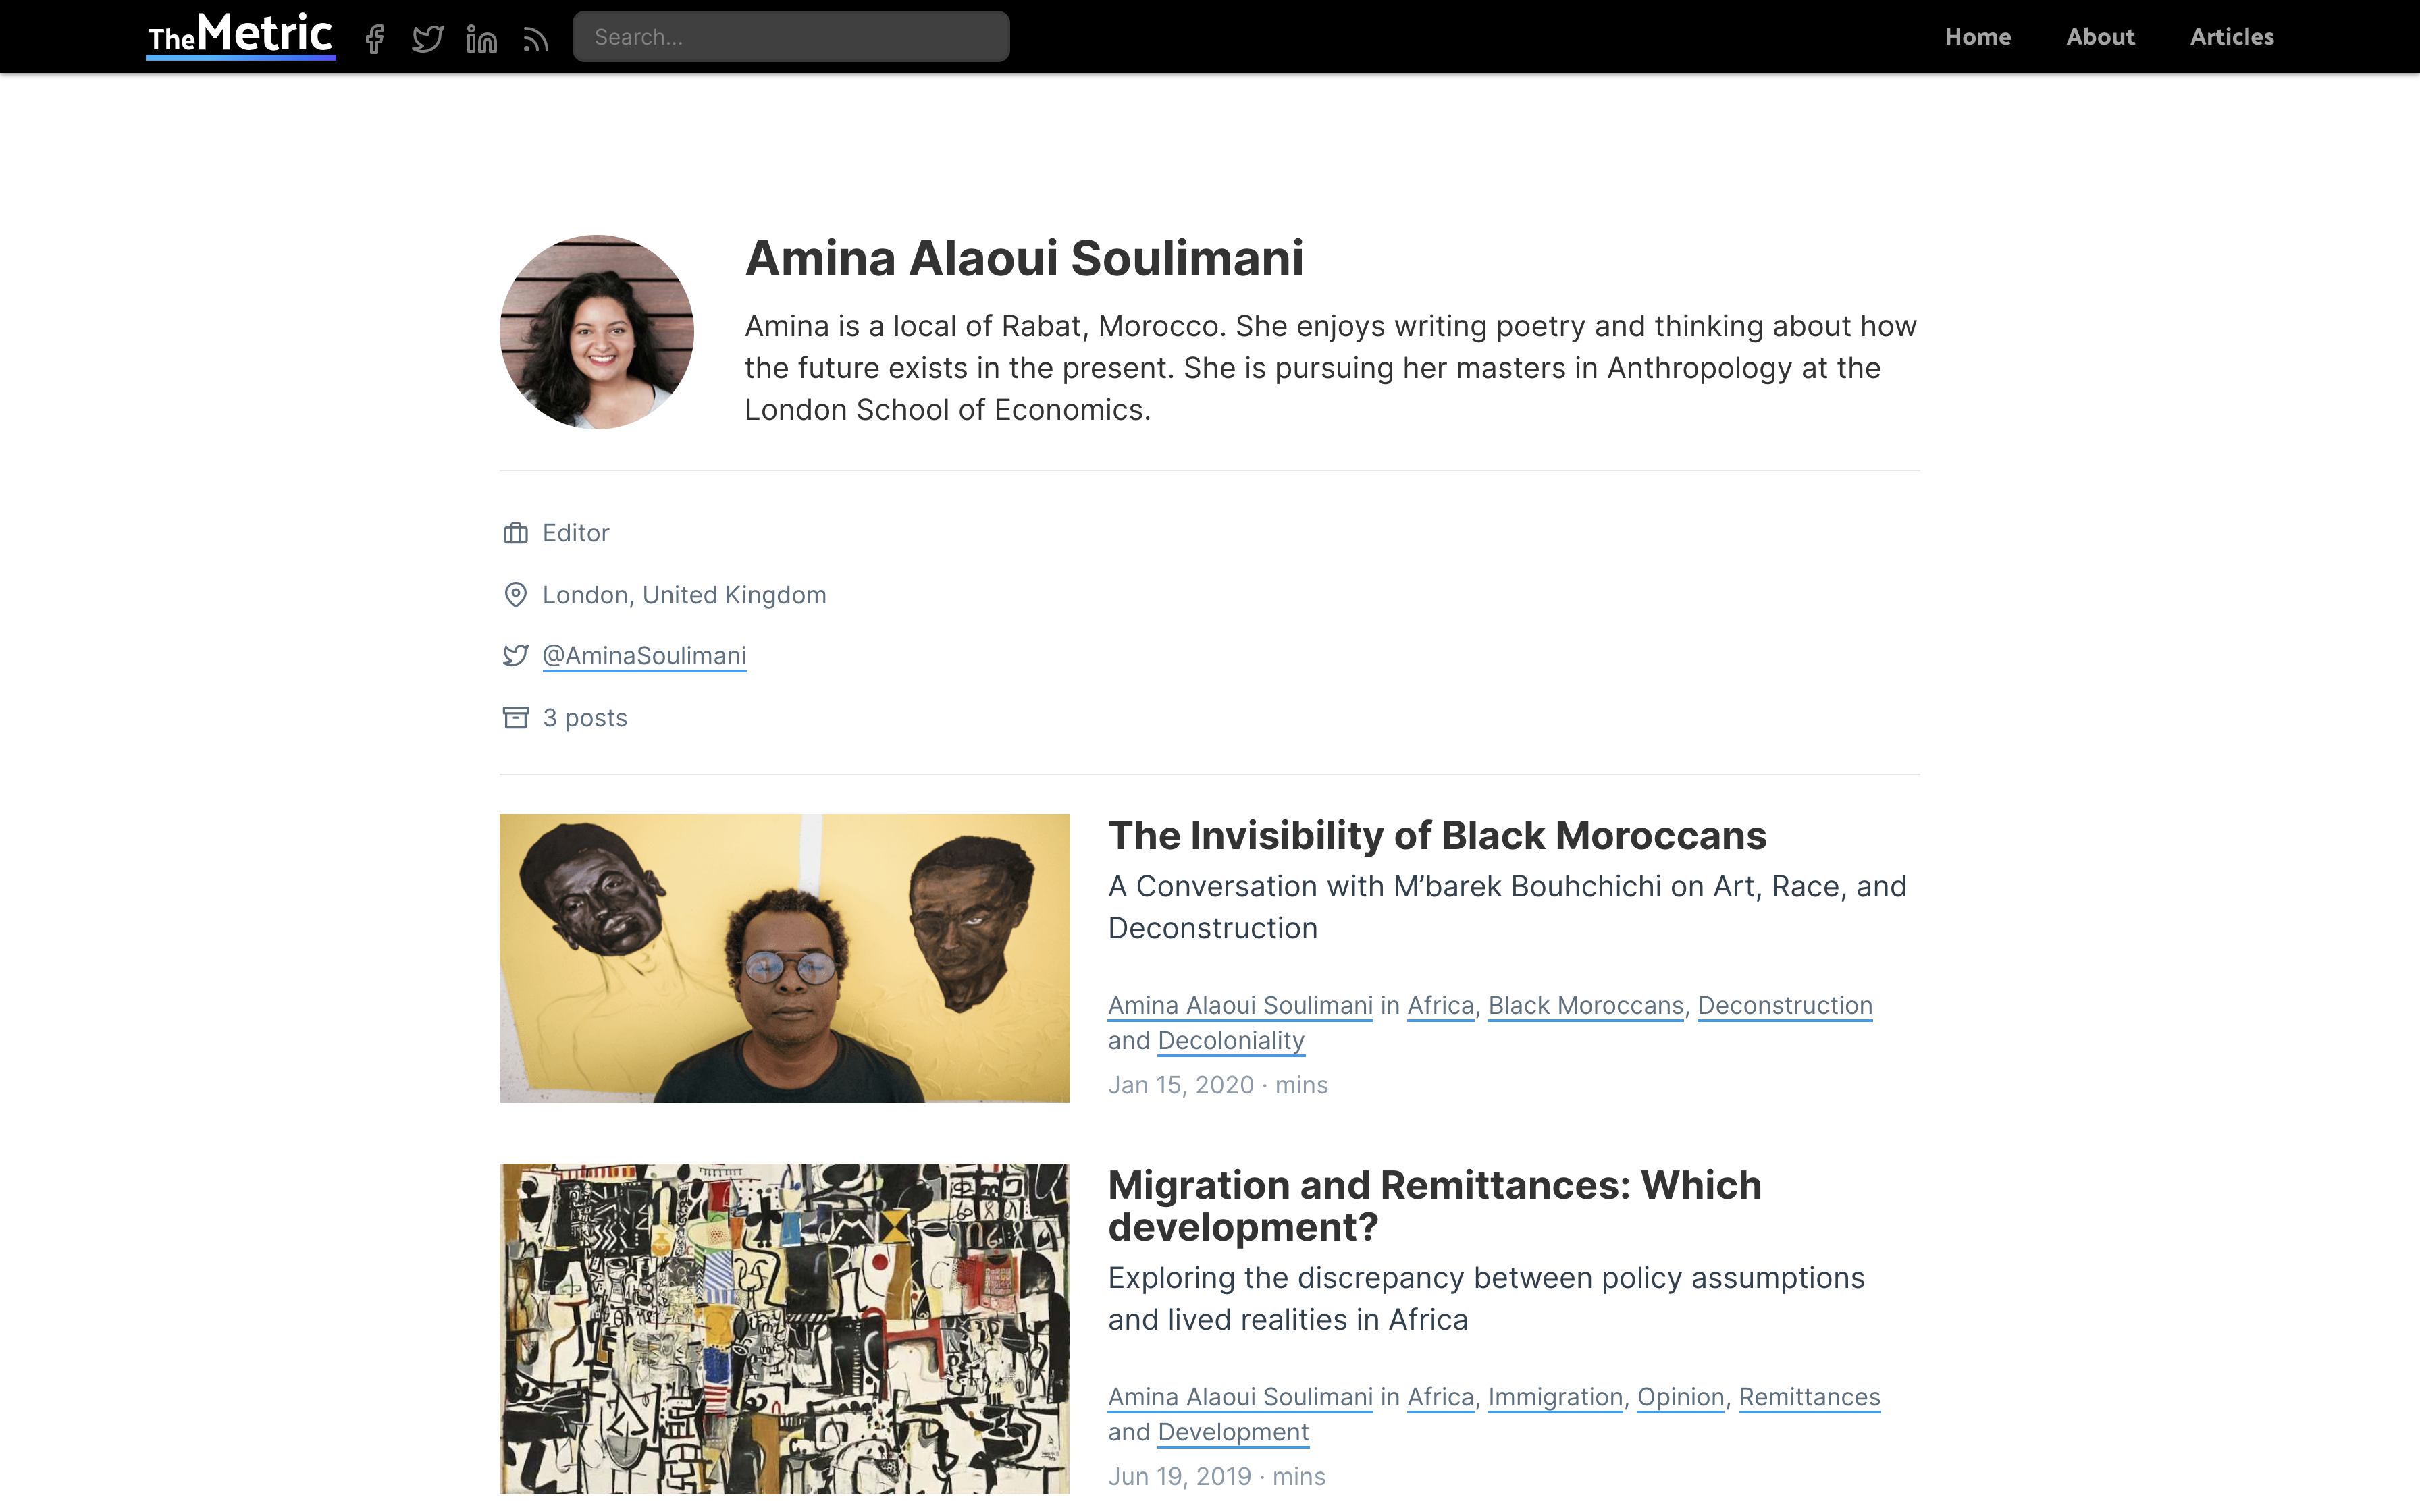 TheMetric
Search...
Home
About
Articles
Amina Alaoui Soulimani
Amina is a local of Rabat, Morocco. She enjoys writing poetry and thinking about how
the future exists in the present. She is pursuing her masters in Anthropology at the
London School of Economics.
Editor
London, United Kingdom
@AminaSoulimani
3 posts
The Invisibility of Black Moroccans
A Conversation with M’barek Bouhchichi on Art, Race, and
Deconstruction
Amina Alaoui Soulimani in Africa, Black Moroccans, Deconstruction
and Decoloniality
Jan 15, 2020 · mins
Migration and Remittances: Which
development?
Exploring the discrepancy between policy assumptions
and lived realities in Africa
Amina Alaoui Soulimani in Africa, Immigration, Opinion, Remittances
and Development
Jun 19, 2019 · mins